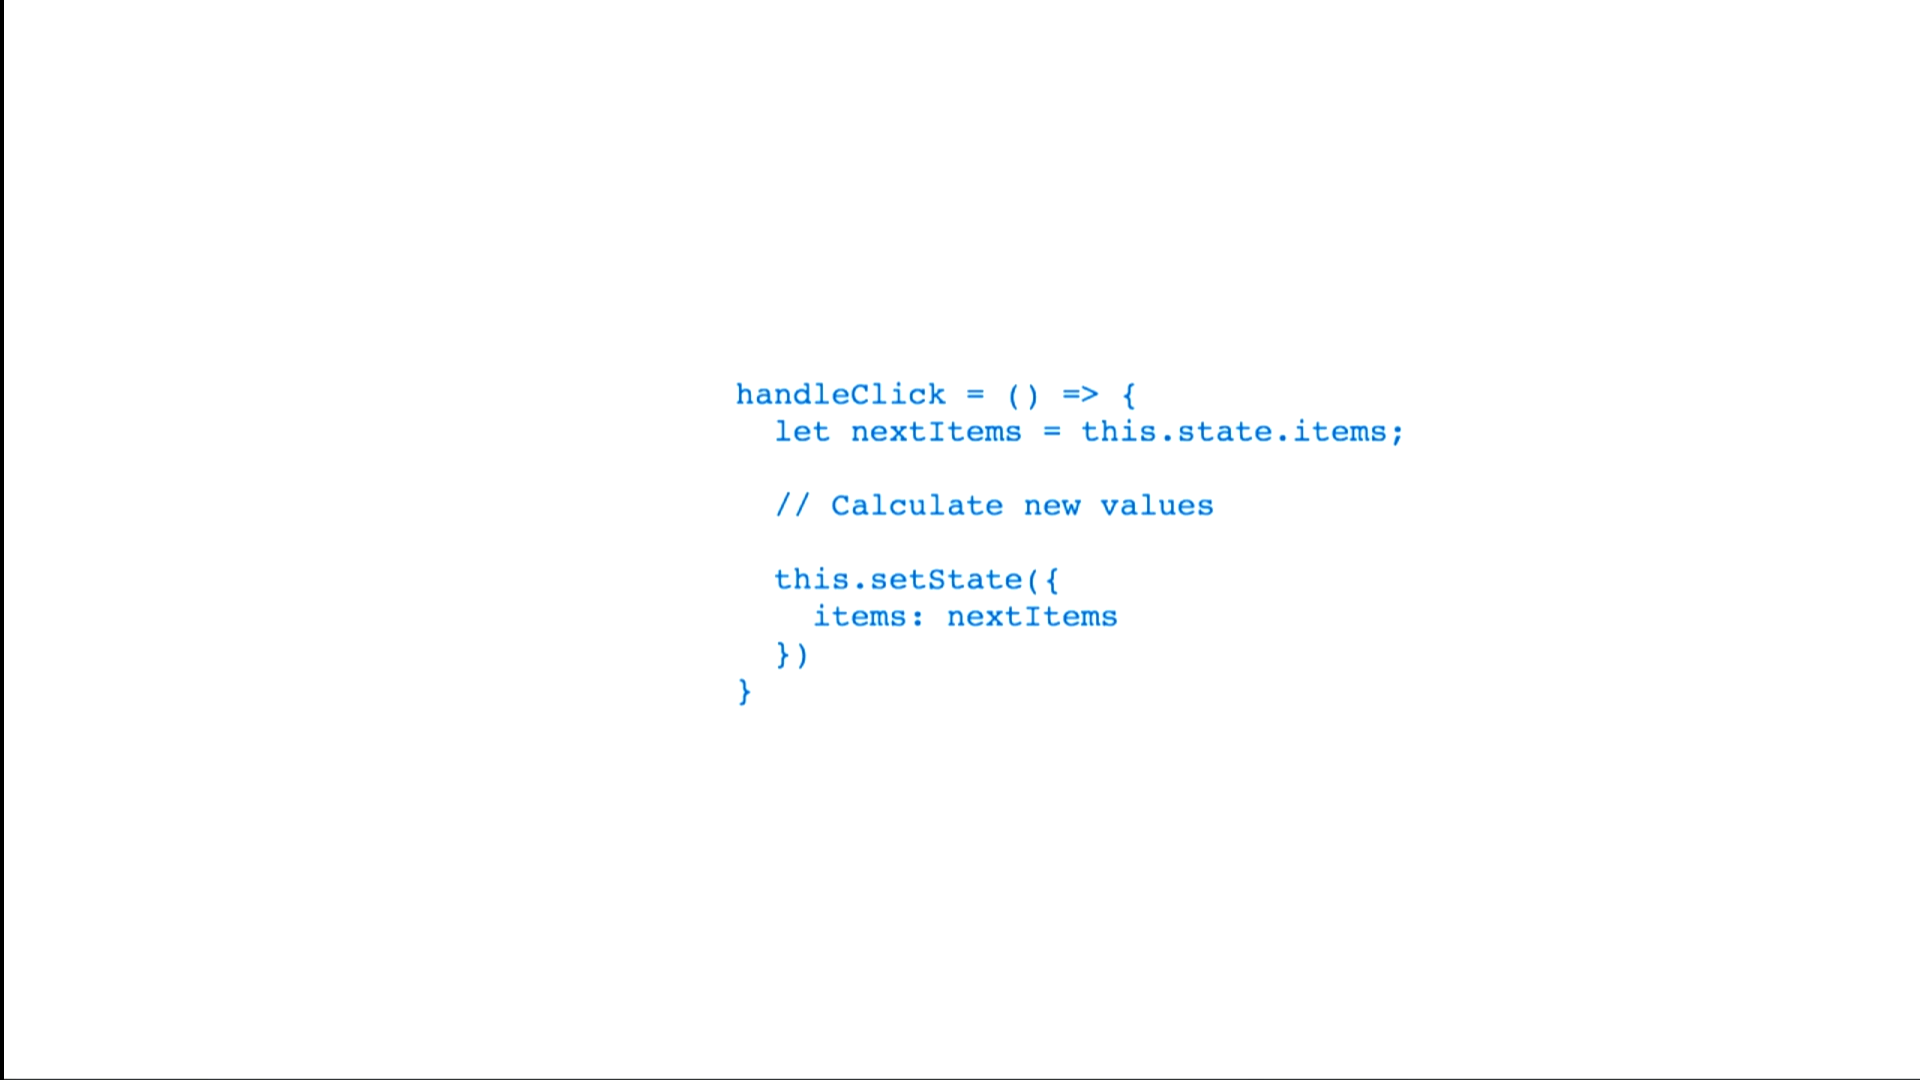 handleClick = () => {
let nextItems = this.state.items;
// Calculate new values
this.setState({
items: nextItems
})
}